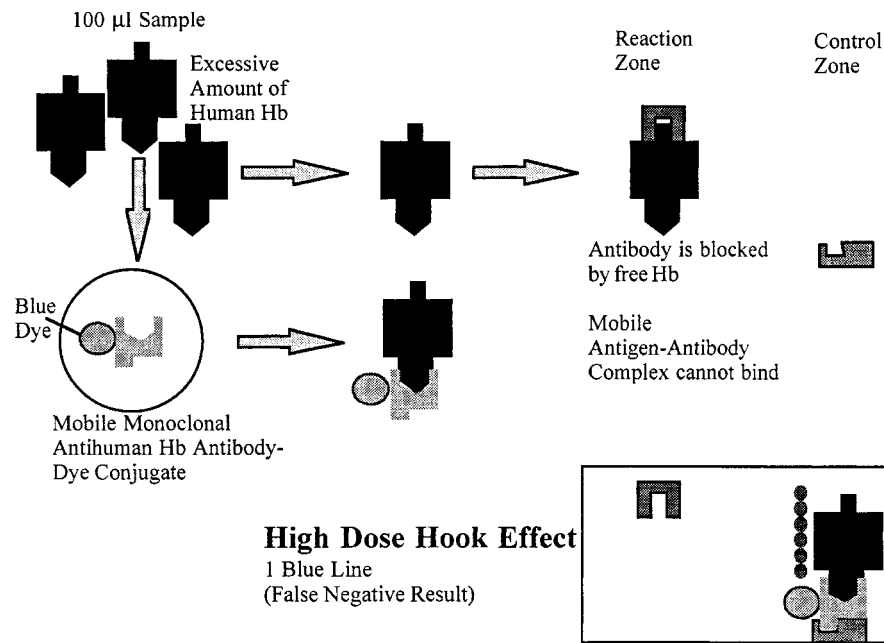 100 µl Sample
Excessive
Amount of
Human Hb
Reaction
Zone
Control
Zone
Antibody is blocked
by free Hb
Mobile
Antigen-Antibody
Complex cannot bind
Blue
Dye
Mobile Monoclonal
Antihuman Hb Antibody-
Dye Conjugate
High Dose Hook Effect
1 Blue Line
(False Negative Result)